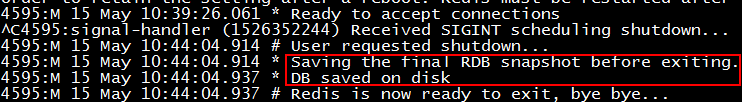 order to retain the setting after a reboot. Redis must be restarted after
4595:M 15 May 10:39:26.061 * Ready to accept connections
^C4595:signal-handler (1526352244) Received SIGINT scheduling shutdown...
4595:M 15 May 10:44:04.914 # User requested shutdown...
4595:M 15 May 10:44:04.914 * Saving the final RDB snapshot before exiting.
4595:M 15 May 10:44:04.937 * DB saved on disk
4595:M 15 May 10:44:04.937 # Redis is now ready to exit, bye bye...